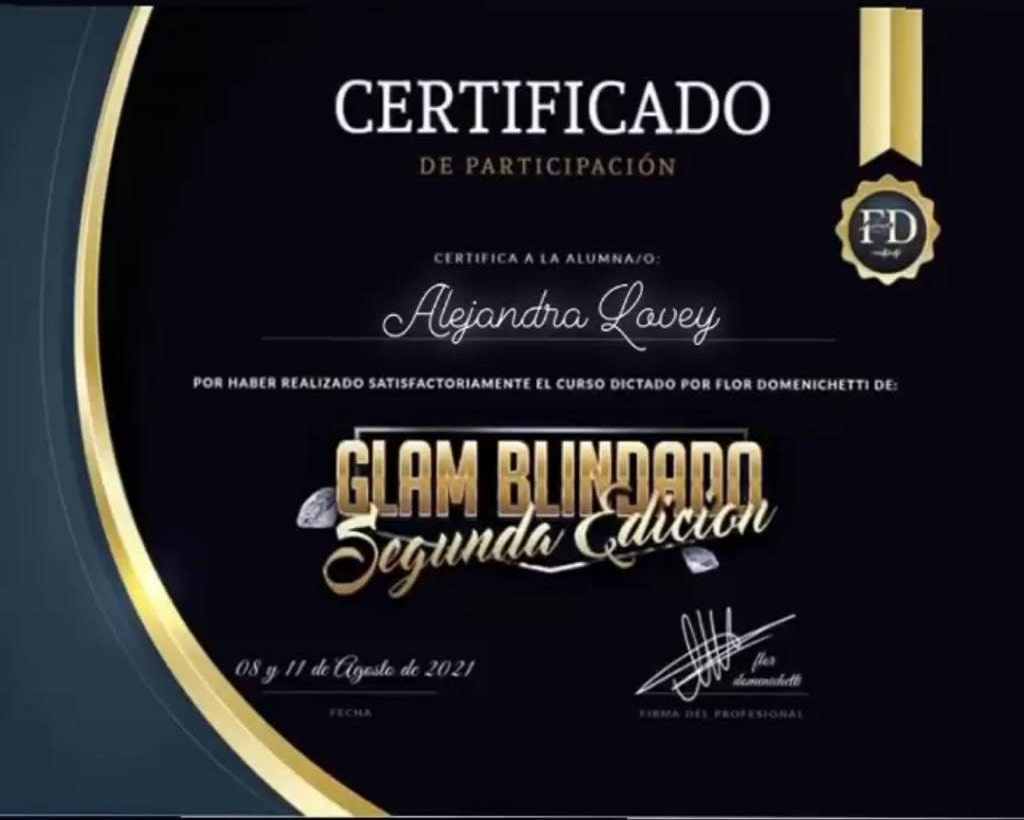 CERTIFICADO
DE PARTICIPACIÓN
FD
CERTIFICA A LA ALUMNA/O:
Alejandra Lovey
POR HABER REALIZADO SATISFACTORIAMENTE EL CURSO DICTADO POR FLOR DOMENICHETTI DE:
GLAM BLINDADO
Segunda Edición
08 y 11 de Agosto de 2021
flor
domenichetti
FECHA
FIRMA DEL PROFESIONAL